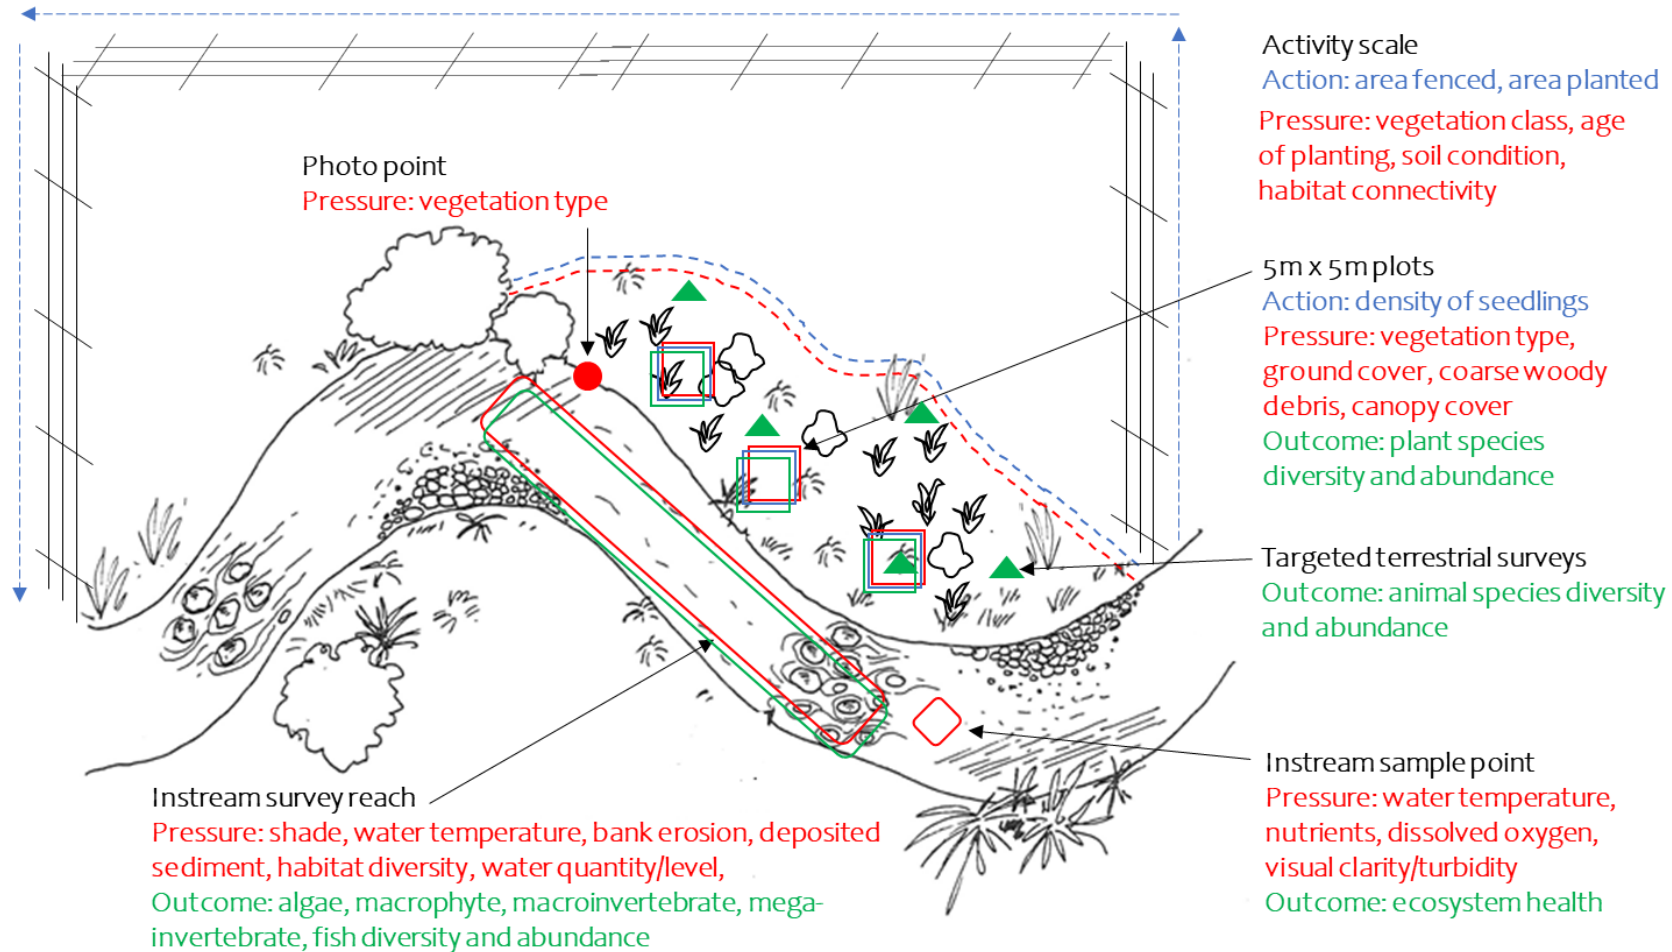 Activity scale
Action: area fenced, area planted
Pressure: vegetation class, age
of planting, soil condition,
habitat connectivity
Photo point
Pressure: vegetation type
5m x 5m plots
Action: density of seedlings
Pressure: vegetation type,
ground cover, coarse woody
debris, canopy cover
Outcome: plant species
diversity and abundance
Targeted terrestrial surveys
Outcome: animal species diversity
and abundance
Instream sample point
Pressure: water temperature,
nutrients, dissolved oxygen,
visual clarity/turbidity
Outcome: ecosystem health
Instream survey reach
Pressure: shade, water temperature, bank erosion, deposited
sediment, habitat diversity, water quantity/level,
Outcome: algae, macrophyte, macroinvertebrate, mega-
invertebrate, fish diversity and abundance